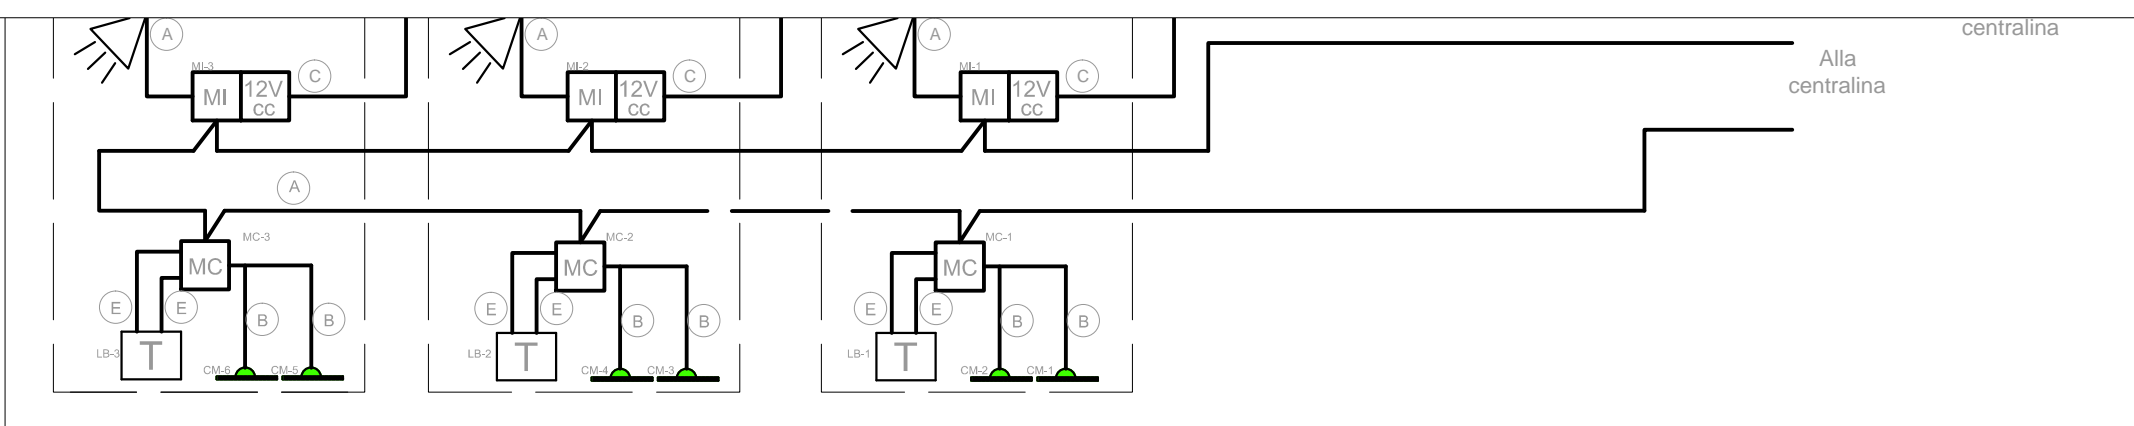 centralina
Alla
centralina
A
A
A
MI-3
MI-2
MI-1
C
C
C
MI
12V
CC
MI
12V
CC
MI
12V
CC
A
MC-3
MC-2
MC-1
MC
MC
MC
E
E
B
B
E
E
B
B
E
E
B
B
LB-3
T
LB-2
T
LB-1
T
CM-6
CM-5
CM-4
CM-3
CM-2
CM-1